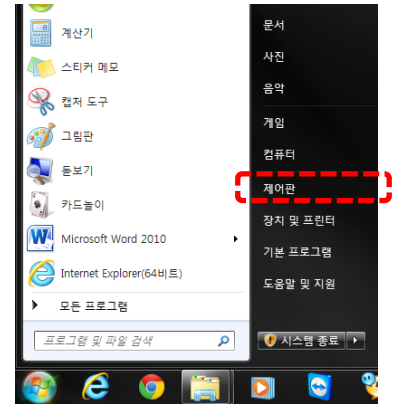 계산기
스티커 메모
캡처 도구
그림판
돋보기
카드놀이
Microsoft Word 2010
Internet Explorer(64비트)
모든 프로그램
프로그램 및 파일 검색
문서
사진
음악
게임
컴퓨터
제어판
장치 및 프린터
기본 프로그램
도움말 및 지원
시스템 종료